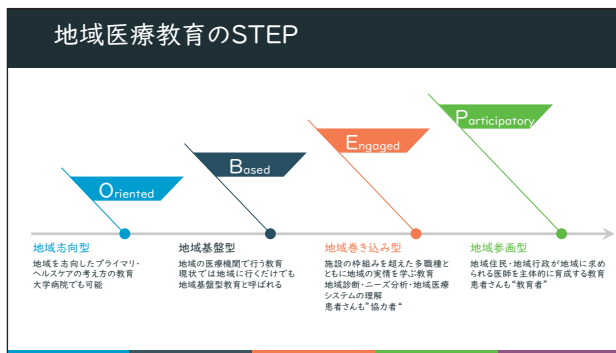 地域医療教育のSTEP
Oriented
Based
Engaged
Participatory
地域志向型
地域を志向したプライマリ・
ヘルスケアの考え方の教育
大学病院でも可能
地域基盤型
地域の医療機関で行う教育
現状では地域に行くだけでも
地域基盤型教育と呼ばれる
地域巻き込み型
施設の枠組みを超えた多職種と
ともに地域の実情を学ぶ教育
地域診断・ニーズ分析・地域医療
システムの理解
患者さんも”協力者“
地域参画型
地域住民・地域行政が地域に求め
られる医師を主体的に育成する教育
患者さんも“教育者”